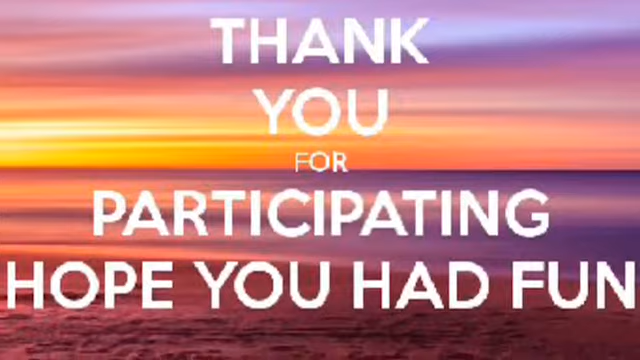 THANK
YOU
FOR
PARTICIPATING
HOPE YOU HAD FUN